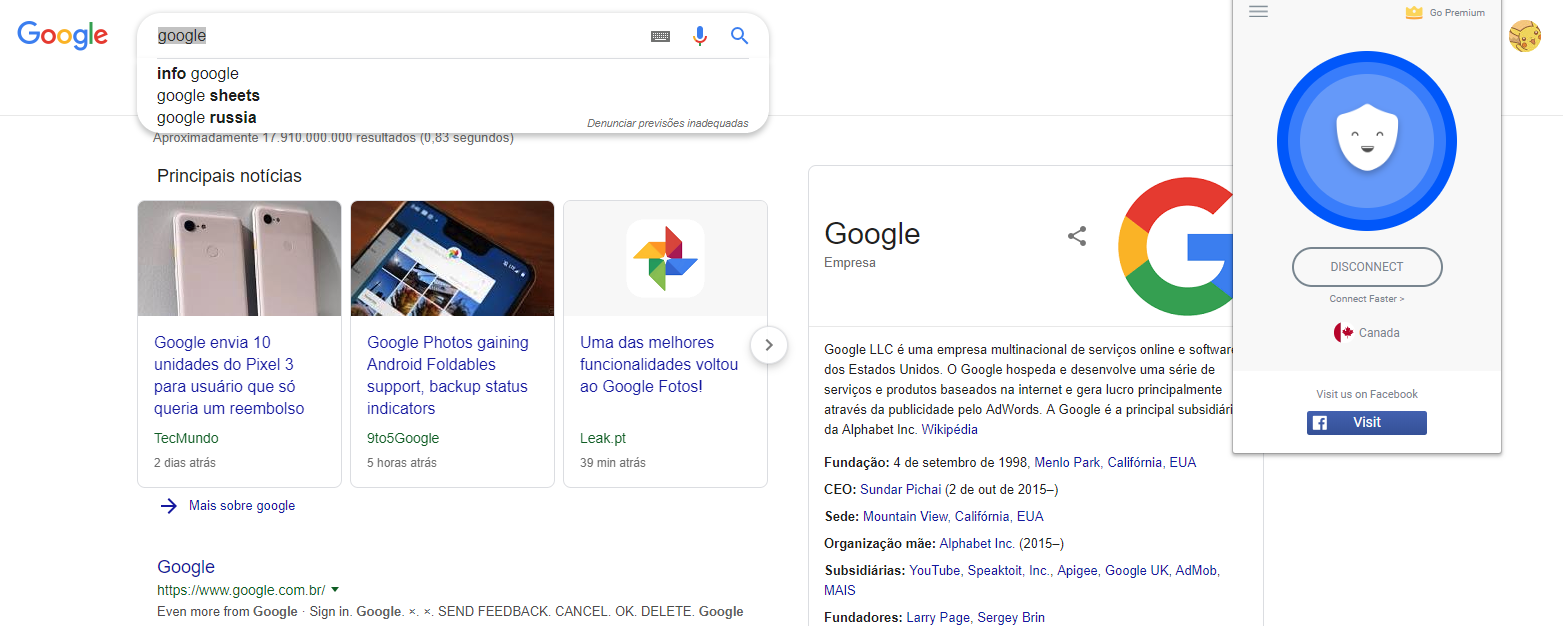 Google
google
info google
google sheets
google russia
Denunciar previsões inadequadas
Aproximadamente 17.910.000.000 resultados (0,83 segundos)
Principais notícias
Google envia 10
unidades do Pixel 3
para usuário que só
queria um reembolso
TecMundo
2 dias atrás
Google Photos gaining
Android Foldables
support, backup status
indicators
9to5Google
5 horas atrás
Uma das melhores
funcionalidades voltou
ao Google Fotos!
Leak.pt
39 min atrás
Mais sobre google
Google
https://www.google.com.br/
Even more from Google · Sign in. Google. ×. ×. SEND FEEDBACK. CANCEL. OK. DELETE. Google
Google
Empresa
Google LLC é uma empresa multinacional de serviços online e software
dos Estados Unidos. O Google hospeda e desenvolve uma série de
serviços e produtos baseados na internet e gera lucro principalmente
através da publicidade pelo AdWords. A Google é a principal subsidiári
da Alphabet Inc. Wikipédia
Fundação: 4 de setembro de 1998, Menlo Park, Califórnia, EUA
CEO: Sundar Pichai (2 de out de 2015–)
Sede: Mountain View, Califórnia, EUA
Organização mãe: Alphabet Inc. (2015–)
Subsidiárias: YouTube, Speaktoit, Inc., Apigee, Google UK, AdMob,
MAIS
Fundadores: Larry Page, Sergey Brin
Go Premium
DISCONNECT
Connect Faster >
Canada
Visit us on Facebook
Visit